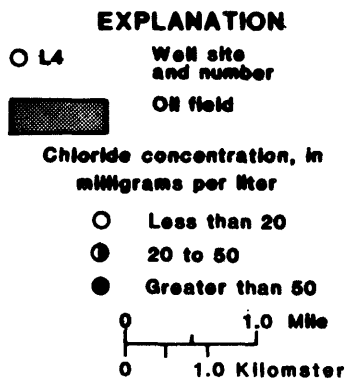 EXPLANATION
L4 Well site
and number
Oil field
Chloride concentration, in
milligrams per liter
Less than 20
20 to 50
Greater than 50
0 1.0 Mile
0 1.0 Kilometer